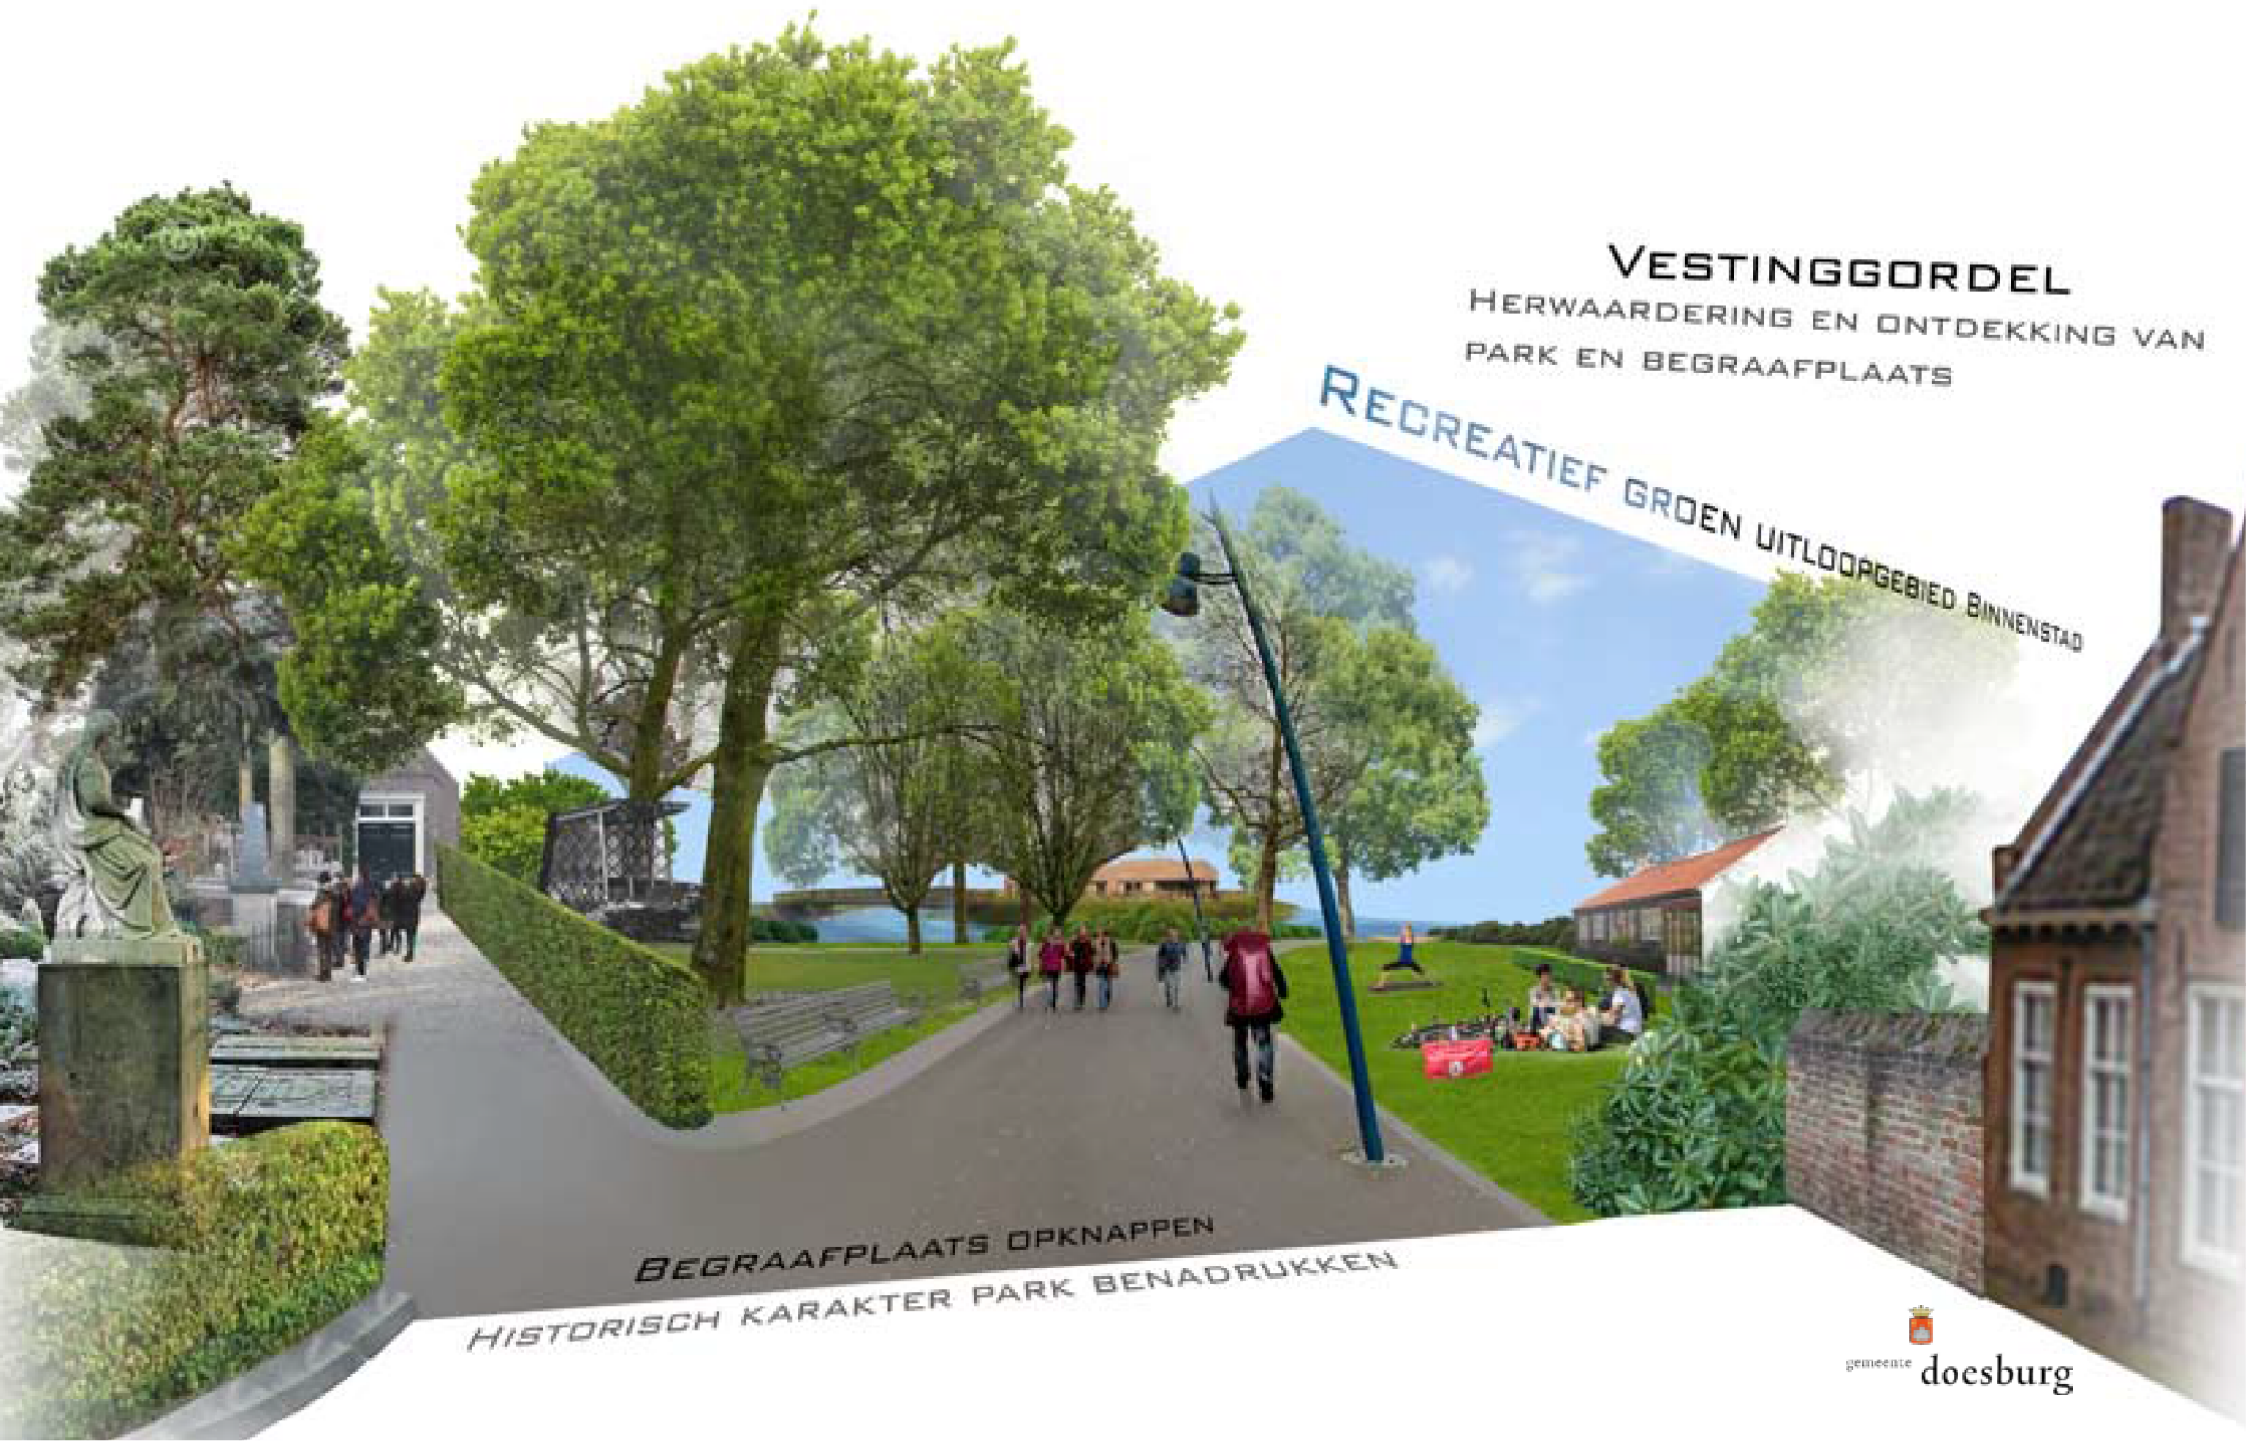 Vestinggordel
Herwaardering en ontdekking van
park en begraafplaats
Recreatief groen uitloopgebied Binnenstad
Begraafplaats opknappen
Historisch karakter park benadrukken
gemeente doesburg